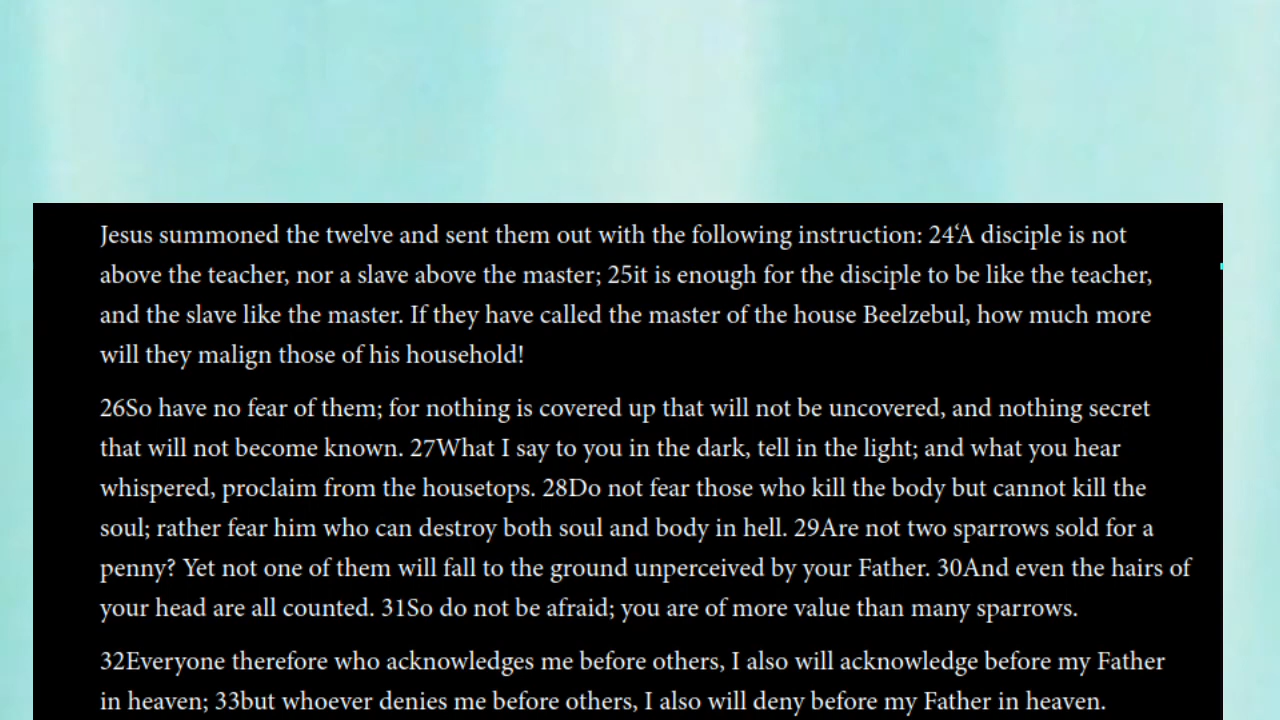 Jesus summoned the twelve and sent them out with the following instruction: 24‘A disciple is not
above the teacher, nor a slave above the master; 25it is enough for the disciple to be like the teacher,
and the slave like the master. If they have called the master of the house Beelzebul, how much more
will they malign those of his household!
26So have no fear of them; for nothing is covered up that will not be uncovered, and nothing secret
that will not become known. 27What I say to you in the dark, tell in the light; and what you hear
whispered, proclaim from the housetops. 28Do not fear those who kill the body but cannot kill the
soul; rather fear him who can destroy both soul and body in hell. 29Are not two sparrows sold for a
penny? Yet not one of them will fall to the ground unperceived by your Father. 30And even the hairs of
your head are all counted. 31So do not be afraid; you are of more value than many sparrows.
32Everyone therefore who acknowledges me before others, I also will acknowledge before my Father
in heaven; 33but whoever denies me before others, I also will deny before my Father in heaven.